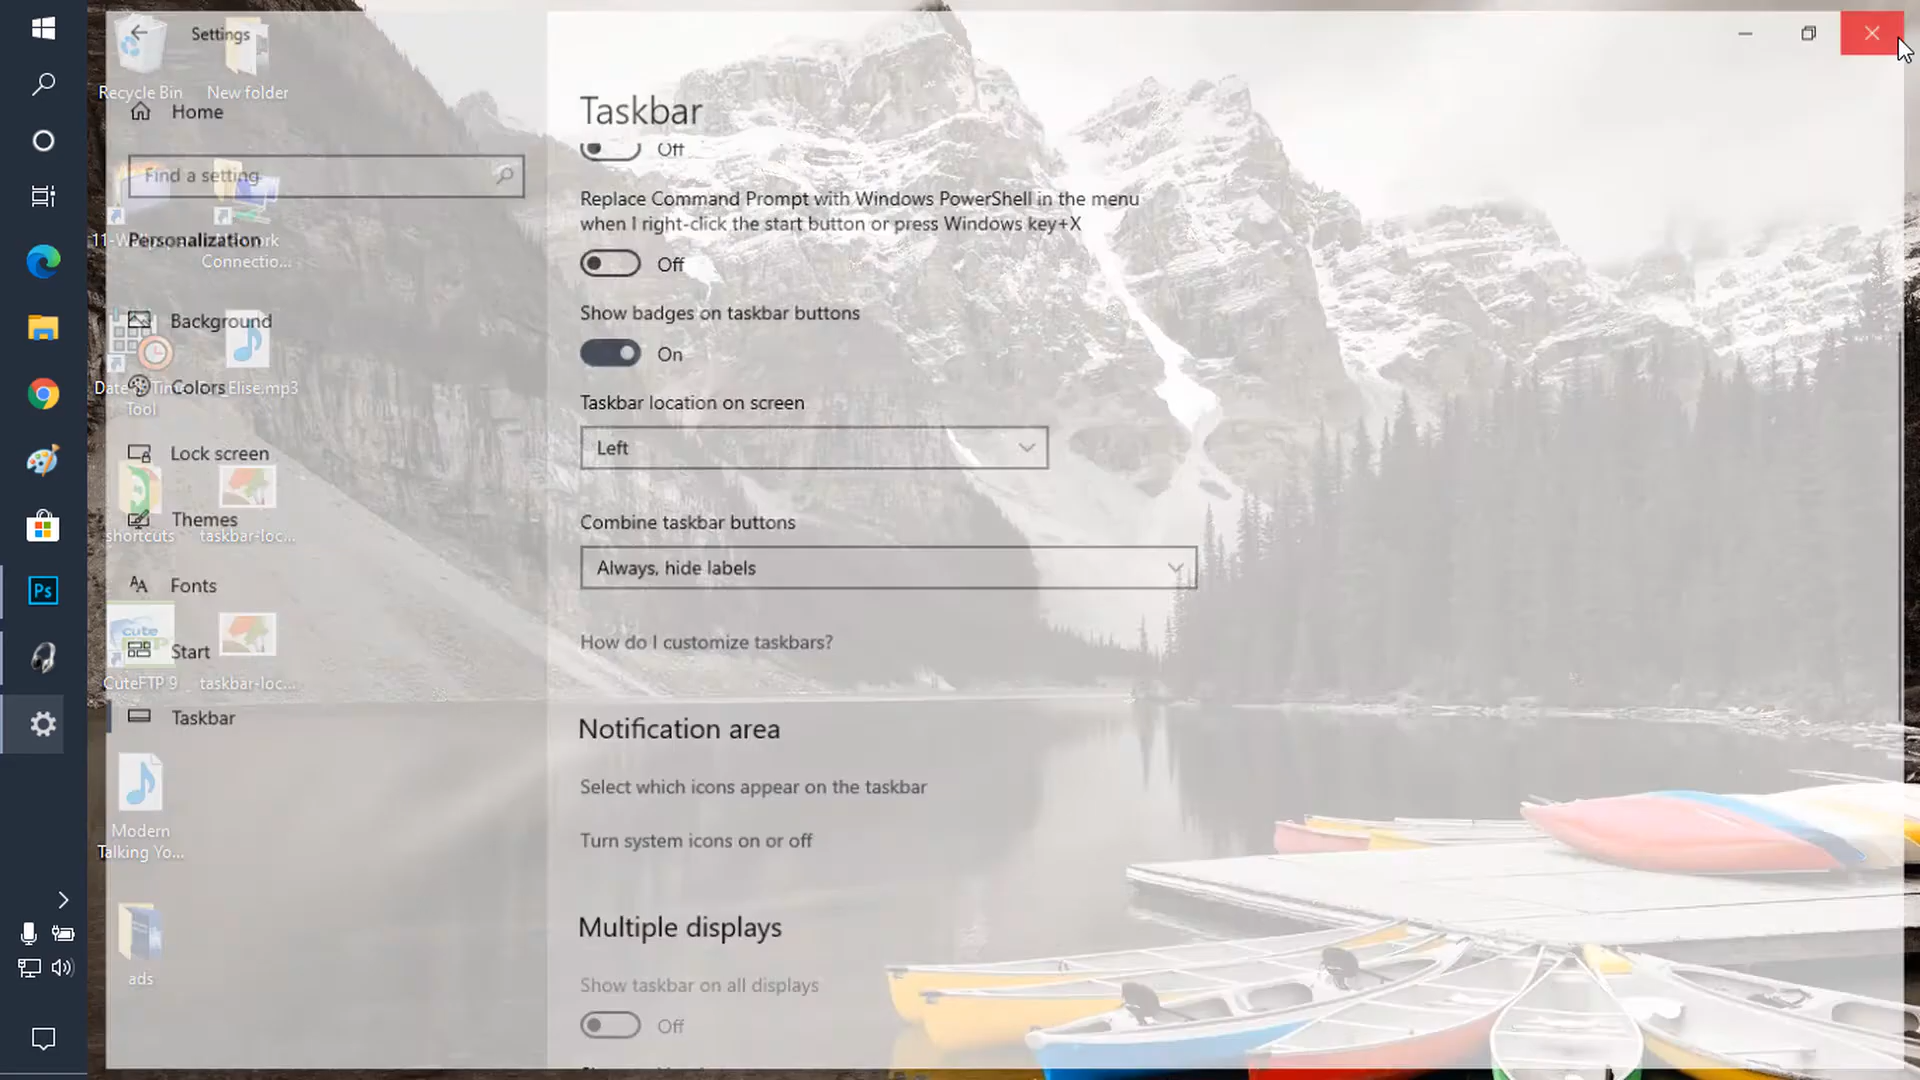 Settings
Recycle Bin
New folder
Home
Find a setting
Personalization
Connectio...
Background
Colors
Elise.mp3
Tool
Lock screen
Themes
shortcuts
taskbar-loc...
Fonts
Start
CuteFTP 9
taskbar-loc...
Taskbar
Modern
Talking Yo...
ads
Ps
cute
Taskbar
Off
Replace Command Prompt with Windows PowerShell in the menu
when I right-click the start button or press Windows key+X
Off
Show badges on taskbar buttons
On
Taskbar location on screen
Left
Combine taskbar buttons
Always, hide labels
How do I customize taskbars?
Notification area
Select which icons appear on the taskbar
Turn system icons on or off
Multiple displays
Show taskbar on all displays
Off